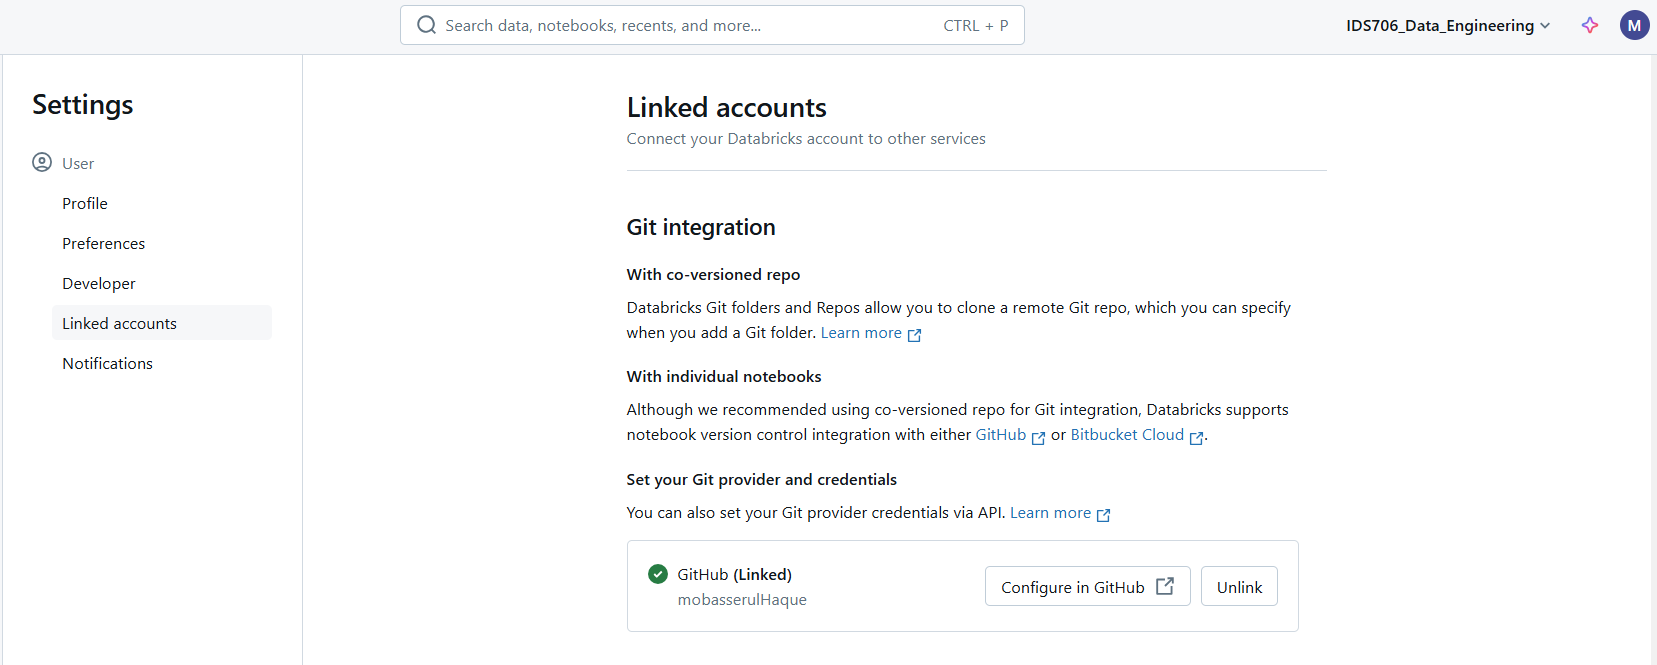 Search data, notebooks, recents, and more...
CTRL + P
IDS706_Data_Engineering
M
Settings
User
Profile
Preferences
Developer
Linked accounts
Notifications
Linked accounts
Connect your Databricks account to other services
Git integration
With co-versioned repo
Databricks Git folders and Repos allow you to clone a remote Git repo, which you can specify
when you add a Git folder. Learn more
With individual notebooks
Although we recommended using co-versioned repo for Git integration, Databricks supports
notebook version control integration with either GitHub or Bitbucket Cloud .
Set your Git provider and credentials
You can also set your Git provider credentials via API. Learn more
GitHub (Linked)
mobasserulHaque
Configure in GitHub
Unlink